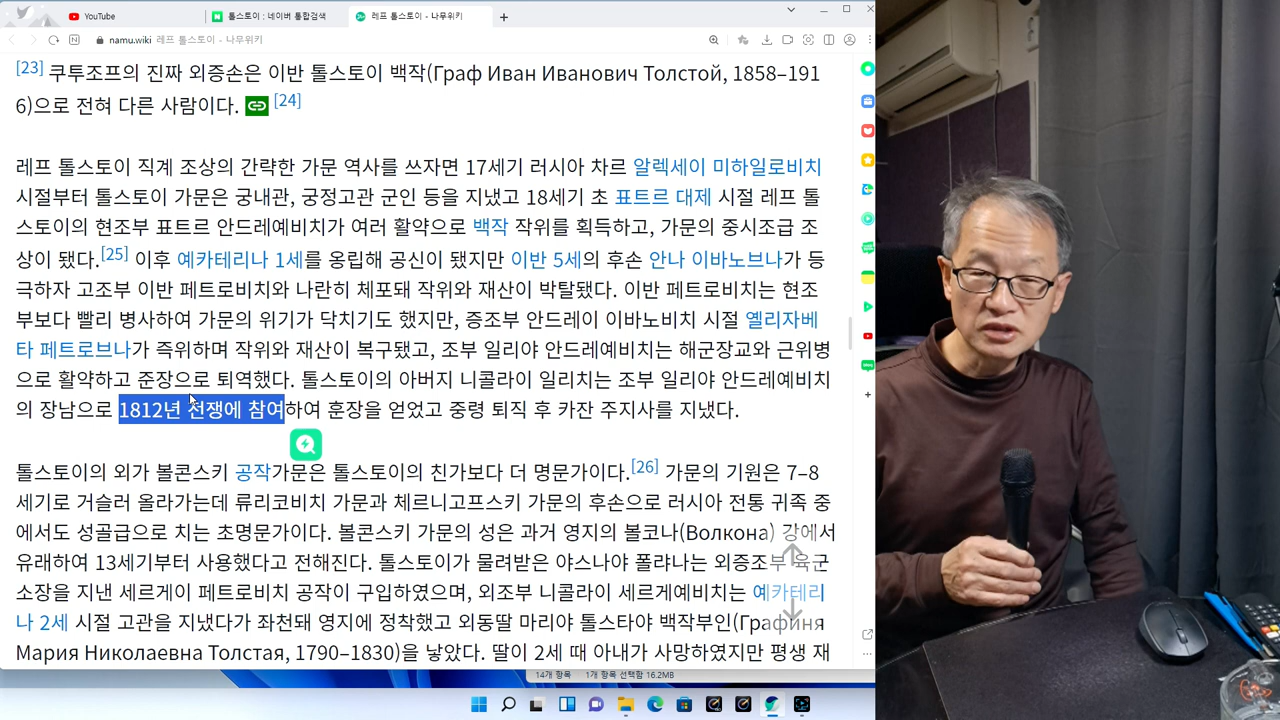 YouTube
톨스토이 : 네이버 통합검색
레프 톨스토이 - 나무위키
namu.wiki 레프 톨스토이 - 나무위키
[23] 쿠투조프의 진짜 외증손은 이반 톨스토이 백작(Граф Иван Иванович Толстой, 1858–191
6)으로 전혀 다른 사람이다. [24]
레프 톨스토이 직계 조상의 간략한 가문 역사를 쓰자면 17세기 러시아 차르 알렉세이 미하일로비치
시절부터 톨스토이 가문은 궁내관, 궁정고관 군인 등을 지냈고 18세기 초 표트르 대제 시절 레프 톨
스토이의 현조부 표트르 안드레예비치가 여러 활약으로 백작 작위를 획득하고, 가문의 중시조급 조
상이 됐다.[25] 이후 예카테리나 1세를 옹립해 공신이 됐지만 이반 5세의 후손 안나 이바노브나가 등
극하자 고조부 이반 페트로비치와 나란히 체포돼 작위와 재산이 박탈됐다. 이반 페트로비치는 현조
부보다 빨리 병사하여 가문의 위기가 닥치기도 했지만, 증조부 안드레이 이바노비치 시절 옐리자베
타 페트로브나가 즉위하며 작위와 재산이 복구됐고, 조부 일리야 안드레예비치는 해군장교와 근위병
으로 활약하고 준장으로 퇴역했다. 톨스토이의 아버지 니콜라이 일리치는 조부 일리야 안드레예비치
의 장남으로 1812년 전쟁에 참여하여 훈장을 얻었고 중령 퇴직 후 카잔 주지사를 지냈다.
톨스토이의 외가 볼콘스키 공작가문은 톨스토이의 친가보다 더 명문가이다.[26] 가문의 기원은 7–8
세기로 거슬러 올라가는데 류리코비치 가문과 체르니고프스키 가문의 후손으로 러시아 전통 귀족 중
에서도 성골급으로 치는 초명문가이다. 볼콘스키 가문의 성은 과거 영지의 볼코나(Волкона) 강에서
유래하여 13세기부터 사용했다고 전해진다. 톨스토이가 물려받은 야스나야 폴랴나는 외증조부 육군
소장을 지낸 세르게이 페트로비치 공작이 구입하였으며, 외조부 니콜라이 세르게예비치는 예카테리
나 2세 시절 고관을 지냈다가 좌천돼 영지에 정착했고 외동딸 마리야 톨스타야 백작부인(Графиня
Мария Николаевна Толстая, 1790–1830)을 낳았다. 딸이 2세 때 아내가 사망하였지만 평생 재
14개 항목 1개 항목 선택함 16.2MB